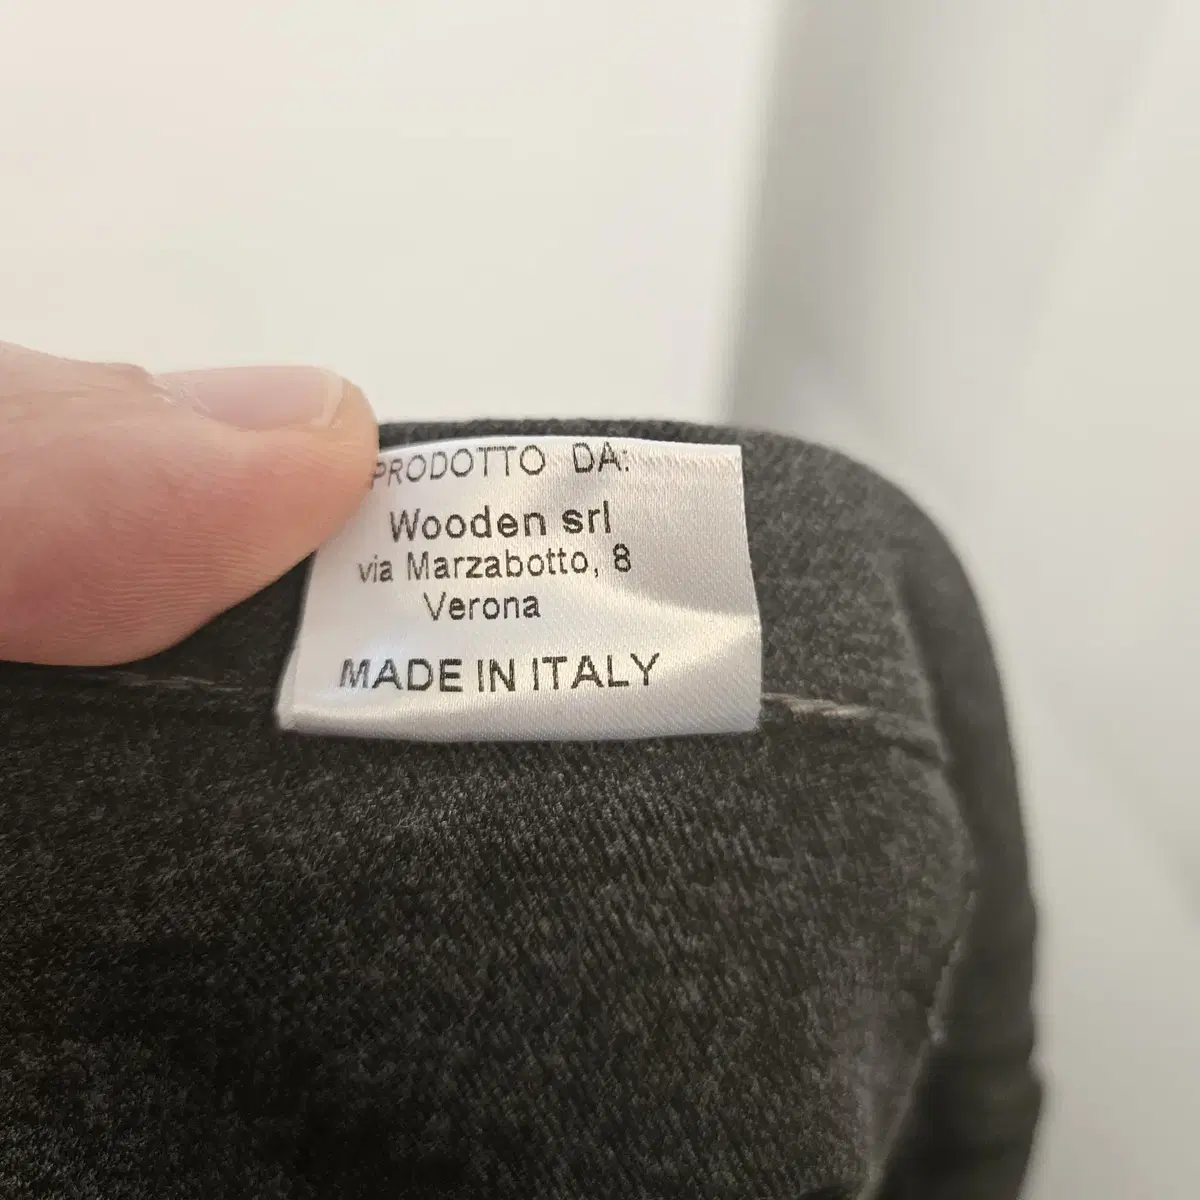 PRODOTTO DA:
Wooden srl
via Marzabotto, 8
Verona
MADE IN ITALY